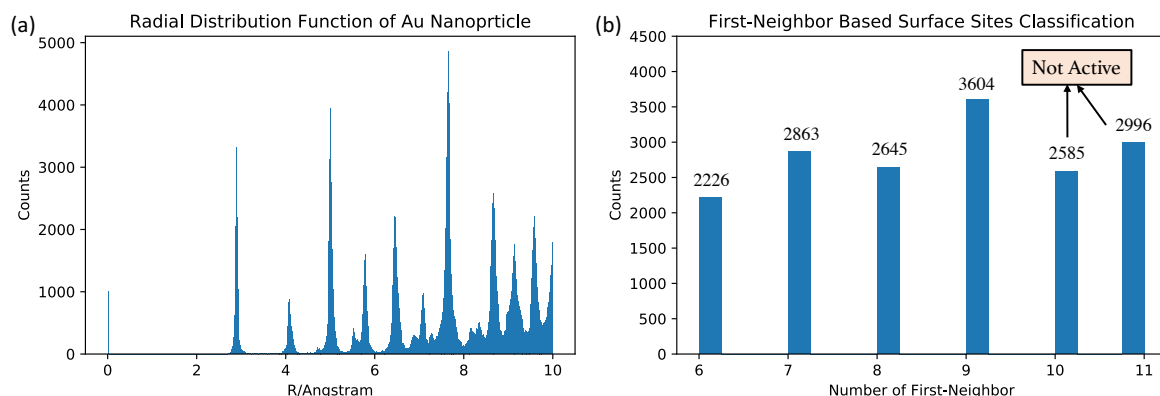 (a)
Radial Distribution Function of Au Nanoprticle
5000
4000
3000
2000
1000
0
Counts
0 2 4 6 8 10
R/Angstram
(b)
First-Neighbor Based Surface Sites Classification
4500
4000
3500
3000
2500
2000
1500
1000
500
0
Counts
Not Active
2226
2863
2645
3604
2585
2996
6 7 8 9 10 11
Number of First-Neighbor